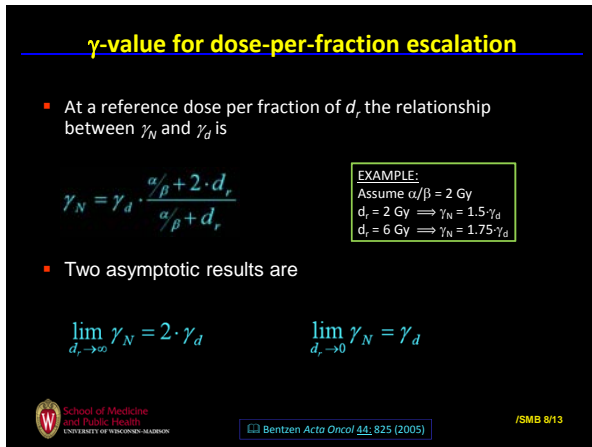 γ-value for dose-per-fraction escalation
At a reference dose per fraction of dᵣ the relationship
between γN and γd is
γN = γd · (α/β + 2 · dᵣ) / (α/β + dᵣ)
EXAMPLE:
Assume α/β = 2 Gy
dᵣ = 2 Gy ⟹ γN = 1.5·γd
dᵣ = 6 Gy ⟹ γN = 1.75·γd
Two asymptotic results are
lim dᵣ→∞ γN = 2 · γd
lim dᵣ→0 γN = γd
School of Medicine
and Public Health
UNIVERSITY OF WISCONSIN-MADISON
Bentzen Acta Oncol 44: 825 (2005)
/SMB 8/13